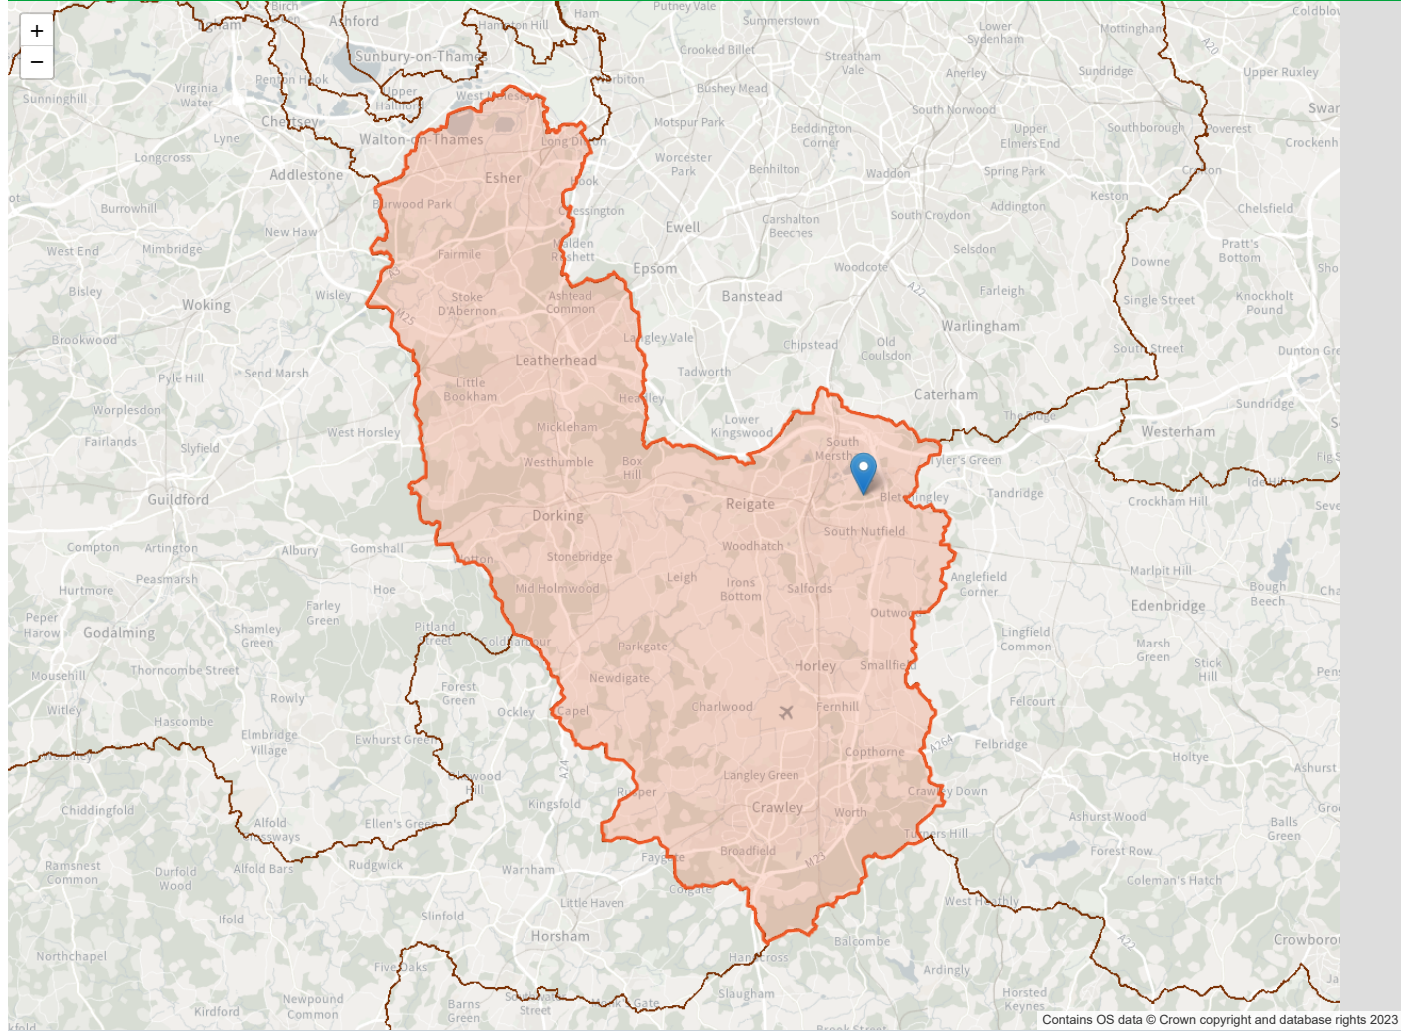 +
−
Birch
Ashford
Ham
Putney Vale
Summerstown
Lower
Sydenham
Mottingham
Hampton Hill
Crooked Billet
Streatham
Vale
A20
Sunbury-on-Thames
Anerley
Sundridge
Upper Ruxley
Penton Hook
Virginia
Water
Upper
Halliford
West Molesey
Bushey Mead
Sunninghill
South Norwood
Chertsey
Motspur Park
Eeddington
Corner
Upper
Elmers End
Southborough
Poverest
Lyne
Walton-on-Thames
Long Ditton
Longcross
Worcester
Park
Benhilton
Waddon
Spring Park
Addlestone
Esher
Hook
Keston
Burrowhill
Burwood Park
Chessington
Carshalton
Beeches
South Croydon
Addington
Chelsfield
New Haw
Ewell
West End
Mimbridge
Fairmile
Malden
Rushett
Selsdon
Pratt's
Bottom
Downe
Epsom
Woodcote
A3
Bisley
Wisley
Stoke
D'Abernon
Ashtead
Common
Banstead
A22
Farleigh
Single Street
Knockholt
Pound
Woking
M25
Warlingham
Brookwood
Langley Vale
Chipstead
Old
Coulsdon
South Street
Leatherhead
Pyle Hill
Send Marsh
Little
Bookham
Tadworth
Headley
Caterham
Worplesdon
Sundridge
Mickleham
Lower
Kingswood
The Ridge
Westerham
Fairlands
Slyfield
West Horsley
South
Westhumble
Box
Hill
Tyler's Green
Guildford
Reigate
Bletchingley
Tandridge
Crockham Hill
Dorking
South Nutfield
Compton
Artington
Albury
Gomshall
Woodhatch
Stonebridge
Peasmarsh
Leigh
Irons
Bottom
Salfords
Anglefield
Corner
Marlpit Hill
Hurtmore
Hoe
Mid Holmwood
Bough
Beech
Farley
Green
Outwood
Edenbridge
Peper
Harow
Godalming
Shamley
Green
Pitland
Street
Coldharbour
Parkgate
Lingfield
Common
Marsh
Green
Mousehill
Thorncombe Street
Newdigate
Horley
Smallfield
Stick
Hill
Witley
Rowly
Forest
Green
Ockley
Capel
Charlwood
Fernhill
Felcourt
Hascombe
Elmbridge
Village
Ewhurst Green
A264
Felbridge
Holtye
Copthorne
A24
Langley Green
Ashurst
Chiddingfold
Kingsfold
Rusper
Crawley
Worth
Crawley Down
Ashurst Wood
Balls
Green
Ellen's Green
Turners Hill
Ramsnest
Common
Durfold
Wood
Alfold Bars
Rudgwick
Warnham
Faygate
Broadfield
M23
Forest Row
Coleman's Hatch
Colgate
Little Haven
West Hoathly
Ifold
Slinfold
Horsham
Balcombe
A22
Northchapel
Five Oaks
Handcross
Ardingly
Kirdford
Newpound
Common
Barns
Green
Slaugham
Horsted
Keynes
Contains OS data © Crown copyright and database rights 2023